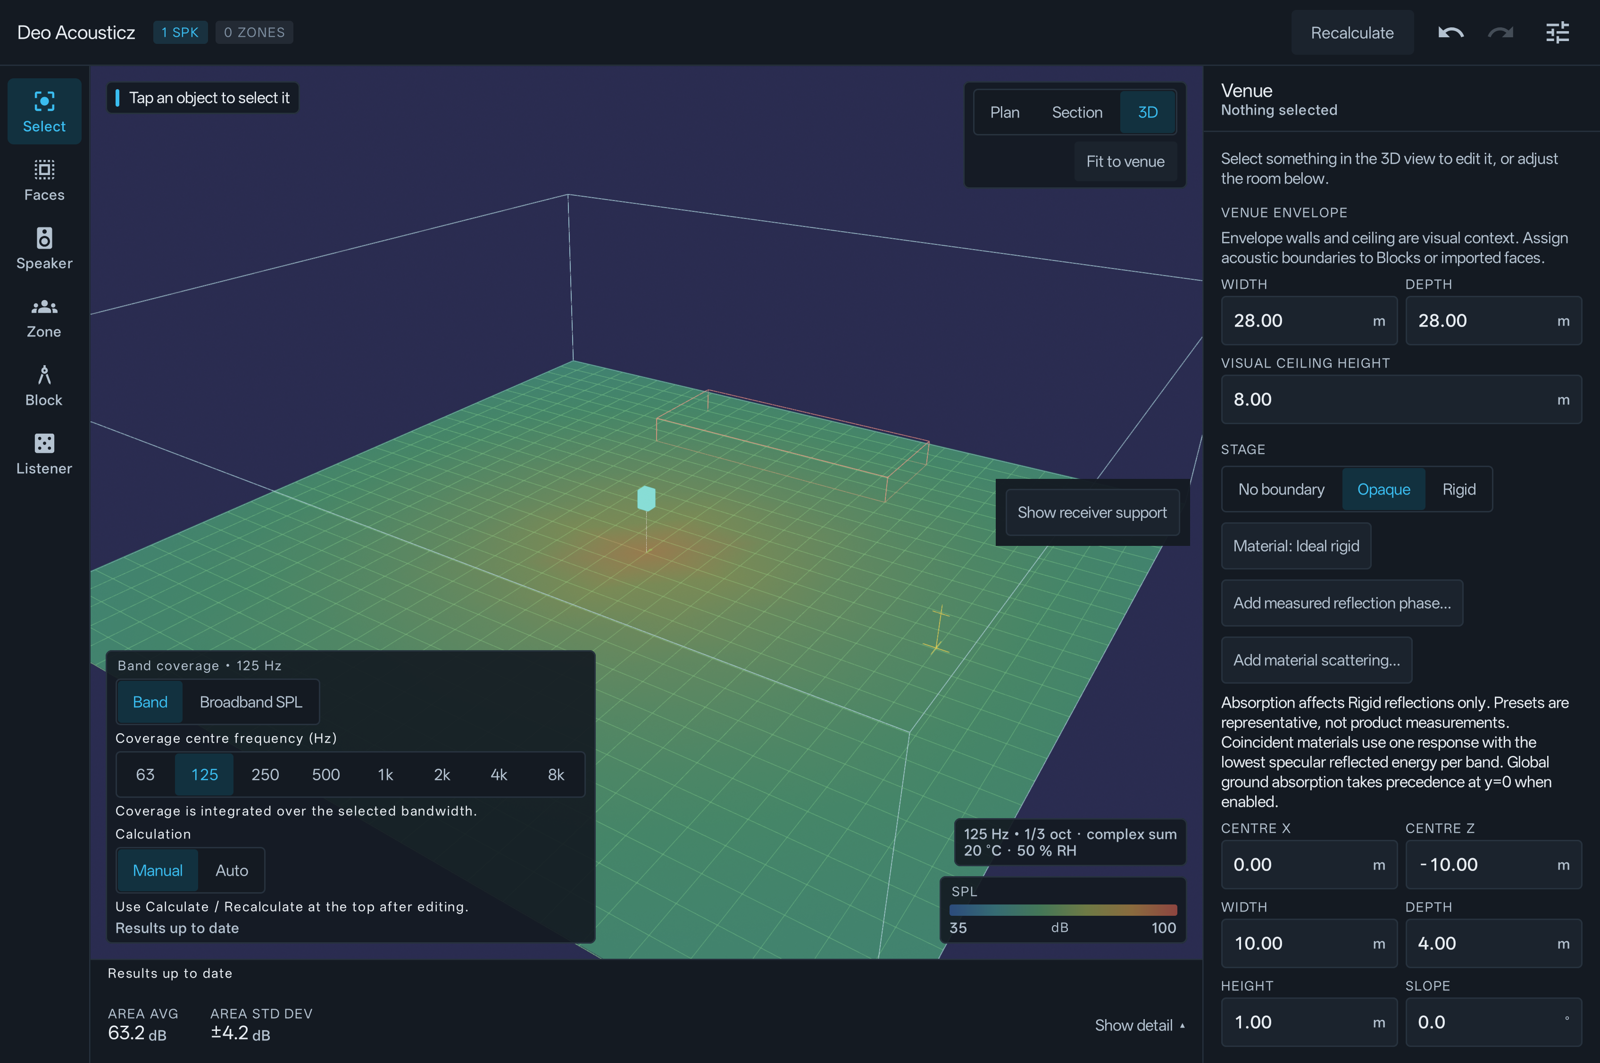 Deo Acousticz
1 SPK
0 ZONES
Recalculate
Select
Faces
Speaker
Zone
Block
Listener
Tap an object to select it
Plan
Section
3D
Fit to venue
Show receiver support
Band coverage • 125 Hz
Band
Broadband SPL
Coverage centre frequency (Hz)
63
125
250
500
1k
2k
4k
8k
Coverage is integrated over the selected bandwidth.
Calculation
Manual
Auto
Use Calculate / Recalculate at the top after editing.
Results up to date
125 Hz • 1/3 oct · complex sum
20 °C · 50 % RH
SPL
35
dB
100
Results up to date
AREA AVG
63.2 dB
AREA STD DEV
±4.2 dB
Show detail
Venue
Nothing selected
Select something in the 3D view to edit it, or adjust
the room below.
VENUE ENVELOPE
Envelope walls and ceiling are visual context. Assign
acoustic boundaries to Blocks or imported faces.
WIDTH
DEPTH
28.00 m
28.00 m
VISUAL CEILING HEIGHT
8.00 m
STAGE
No boundary
Opaque
Rigid
Material: Ideal rigid
Add measured reflection phase...
Add material scattering...
Absorption affects Rigid reflections only. Presets are
representative, not product measurements.
Coincident materials use one response with the
lowest specular reflected energy per band. Global
ground absorption takes precedence at y=0 when
enabled.
CENTRE X
CENTRE Z
0.00 m
-10.00 m
WIDTH
DEPTH
10.00 m
4.00 m
HEIGHT
SLOPE
1.00 m
0.0 °